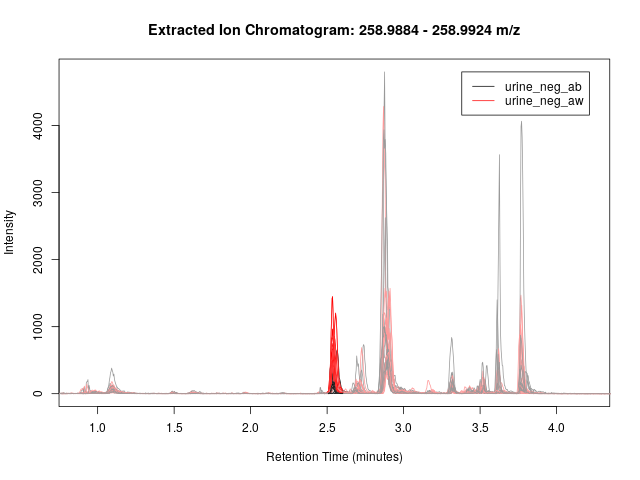 Extracted Ion Chromatogram: 258.9884 - 258.9924 m/z
urine_neg_ab
urine_neg_aw
Intensity
4000
3000
2000
1000
0
1.0 1.5 2.0 2.5 3.0 3.5 4.0
Retention Time (minutes)